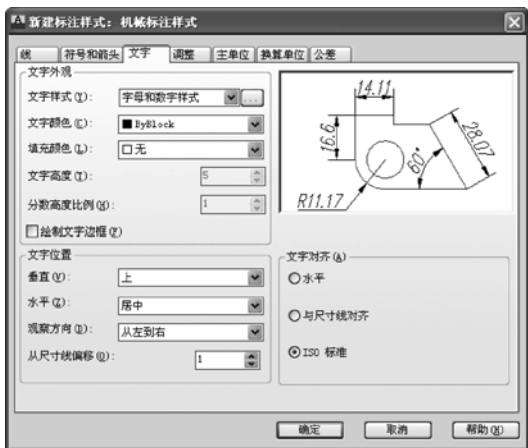 新建标注样式：机械标注样式
线 符号和箭头 文字 调整 主单位 换算单位 公差
文字外观
文字样式(Y)： 字母和数字样式 ...
文字颜色(C)： ByBlock
填充颜色(L)： 无
文字高度(T)： 5
分数高度比例(H)： 1
绘制文字边框(F)
14.11
16.6
28.07
60°
R11.17
文字位置
垂直(V)： 上
水平(Z)： 居中
观察方向(D)： 从左到右
从尺寸线偏移(O)： 1
文字对齐(A)
水平
与尺寸线对齐
ISO 标准
确定 取消 帮助(H)